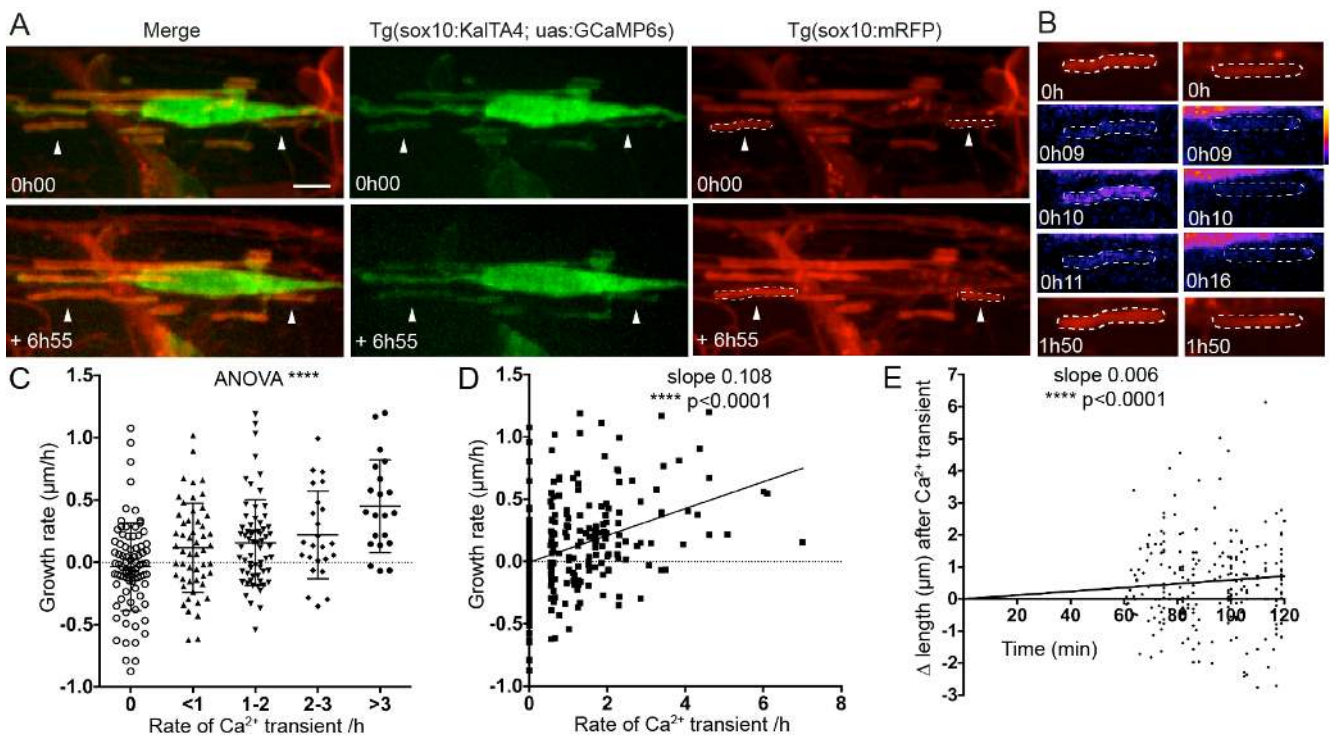 A
Merge
Tg(sox10:KalTA4; uas:GCaMP6s)
Tg(sox10:mRFP)
0h00
0h00
0h00
+ 6h55
+ 6h55
+ 6h55
B
0h
0h
0h09
0h09
0h10
0h10
0h11
0h16
1h50
1h50
C
ANOVA ****
Growth rate (µm/h)
1.5
1.0
0.5
0.0
-0.5
-1.0
0
<1
1-2
2-3
>3
Rate of Ca²⁺ transient /h
D
slope 0.108
**** p<0.0001
Growth rate (µm/h)
1.5
1.0
0.5
0.0
-0.5
-1.0
0
2
4
6
8
Rate of Ca²⁺ transient /h
E
slope 0.006
**** p<0.0001
Δ length (µm) after Ca²⁺ transient
7
6
5
4
3
2
1
0
-1
-2
-3
20
40
60
80
100
120
Time (min)